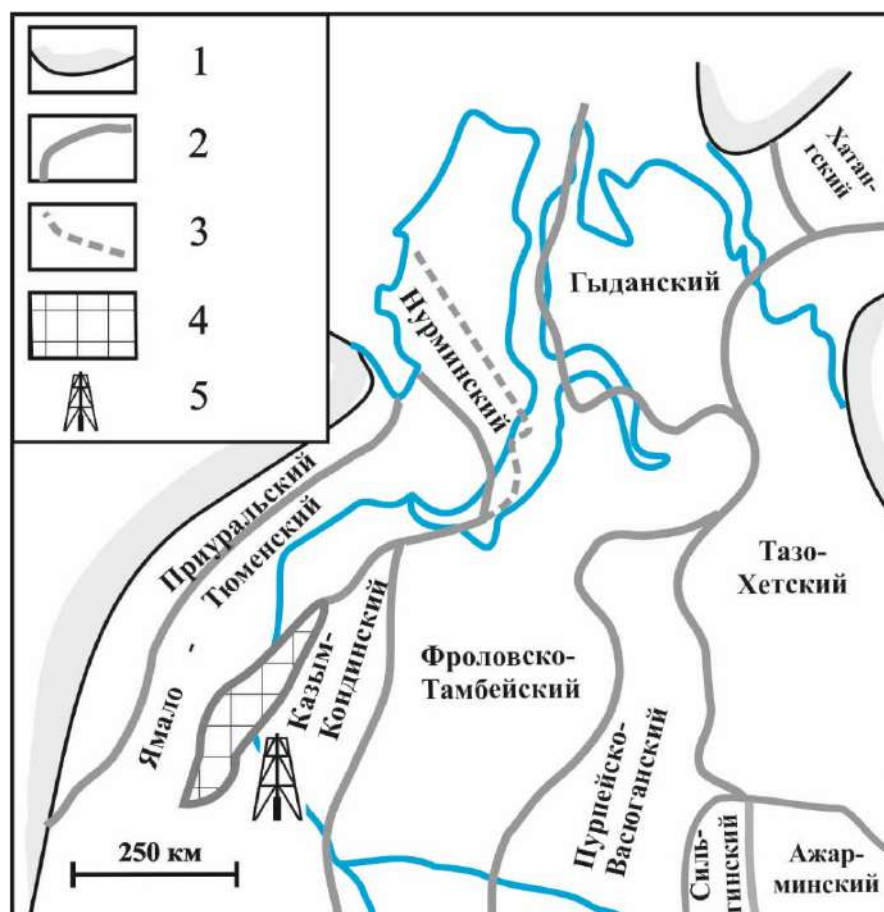 1
2
3
4
5
Хатан-
гский
Гыданский
Нурминский
Приуральский
Тазо-
Хетский
Ямало - Тюменский
Казым-
Кондинский
Фроловско-
Тамбейский
Пурпейско-
Васюганский
Силь-
гинский
Ажар-
минский
250 км